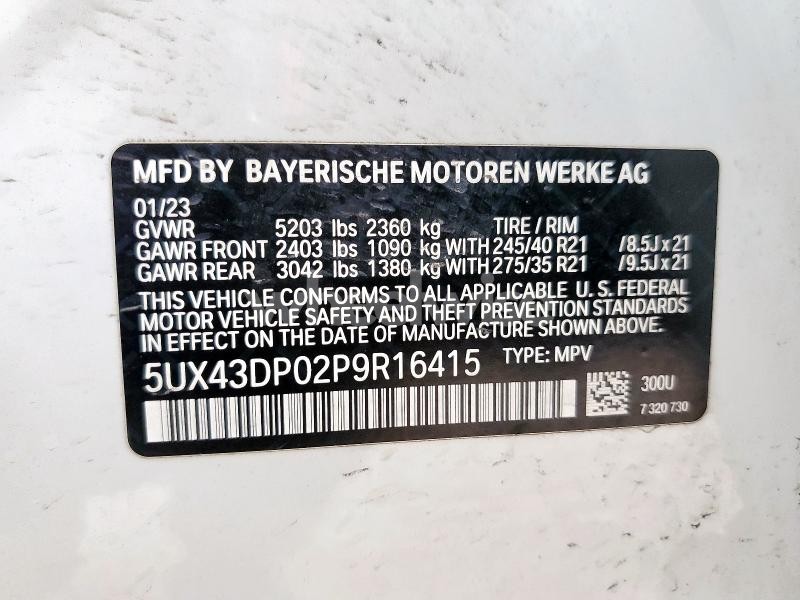 MFD BY BAYERISCHE MOTOREN WERKE AG
01/23
GVWR 5203 lbs 2360 kg TIRE / RIM
GAWR FRONT 2403 lbs 1090 kg WITH 245/40 R21 /8.5J x 21
GAWR REAR 3042 lbs 1380 kg WITH 275/35 R21 /9.5J x 21
THIS VEHICLE CONFORMS TO ALL APPLICABLE U. S. FEDERAL
MOTOR VEHICLE SAFETY AND THEFT PREVENTION STANDARDS
IN EFFECT ON THE DATE OF MANUFACTURE SHOWN ABOVE.
5UX43DP02P9R16415 TYPE: MPV
300U
7 320 730